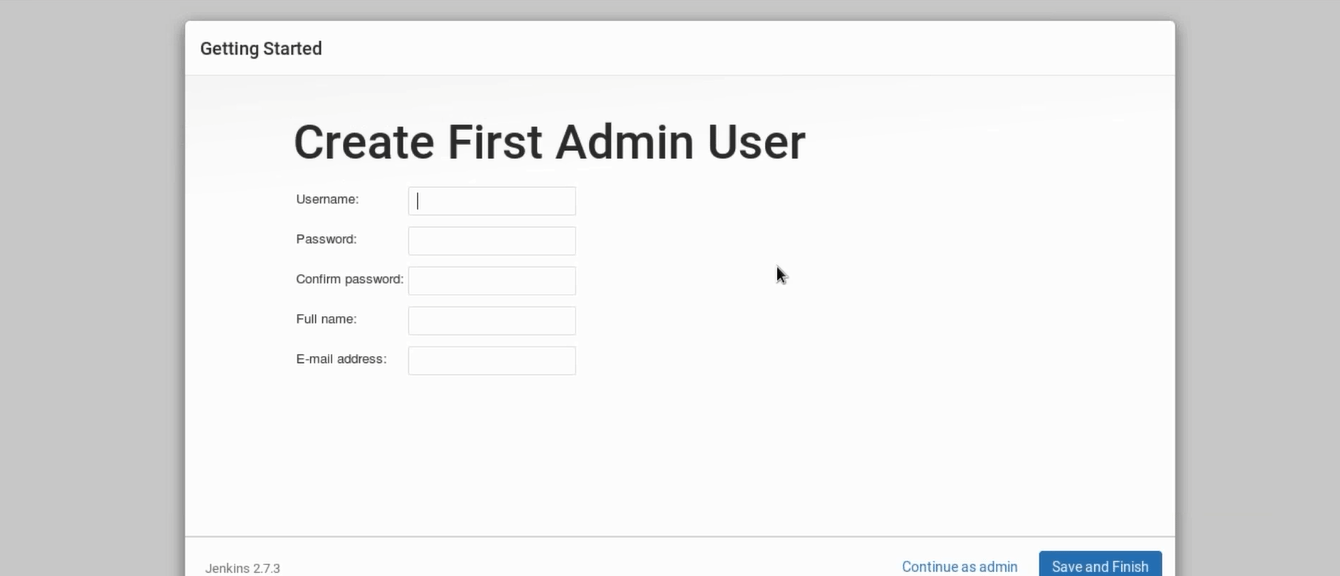 Getting Started
Create First Admin User
Username:
Password:
Confirm password:
Full name:
E-mail address:
Jenkins 2.7.3
Continue as admin
Save and Finish